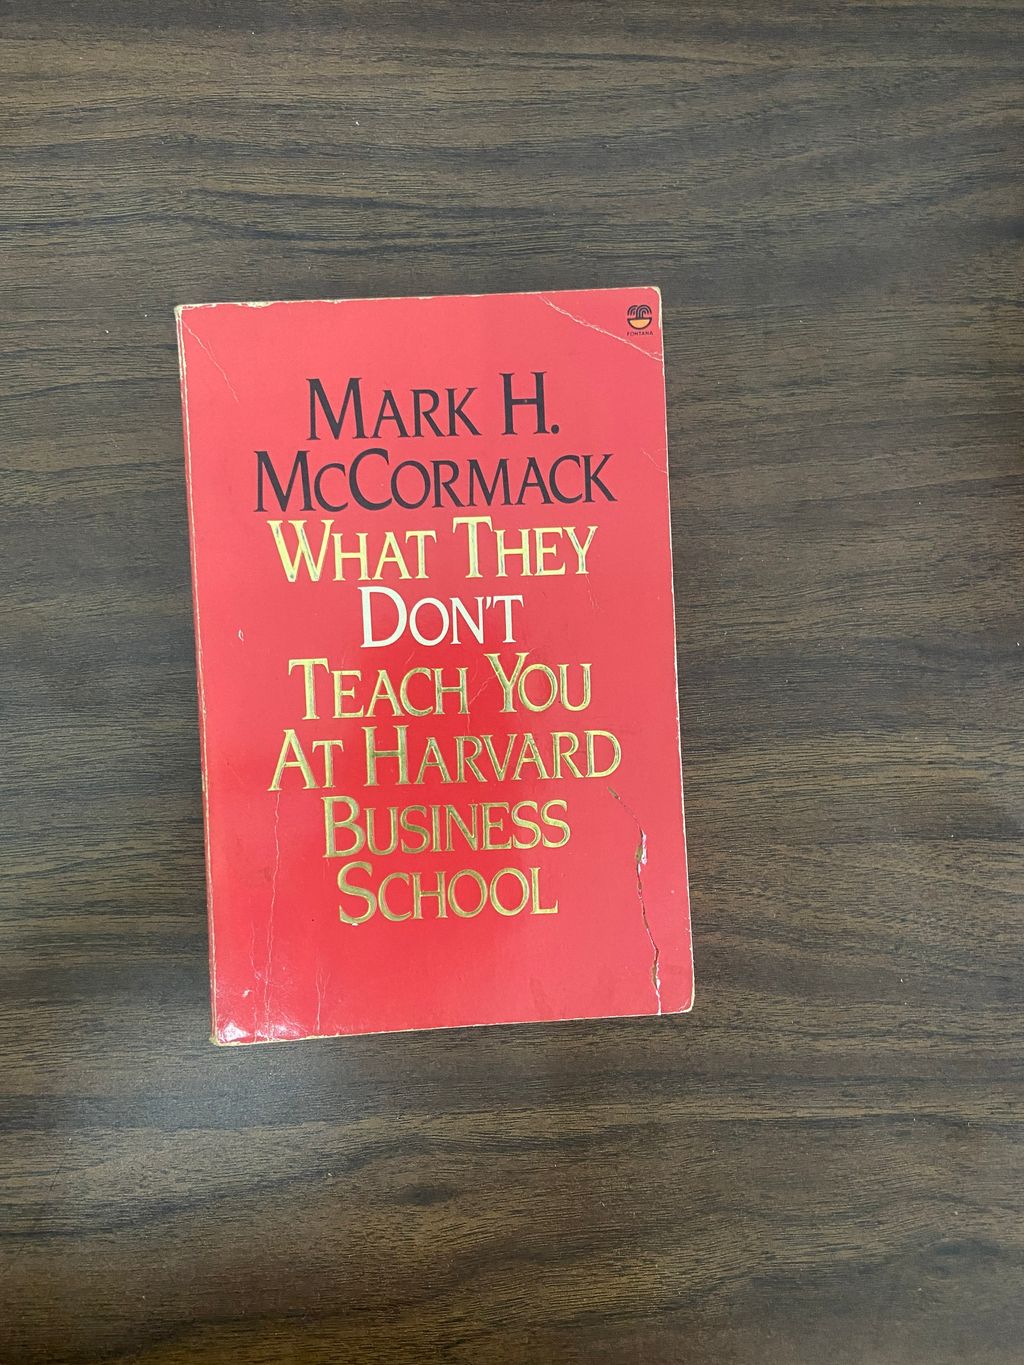 FONTANA
MARK H.
MCCORMACK
WHAT THEY
DON'T
TEACH YOU
AT HARVARD
BUSINESS
SCHOOL